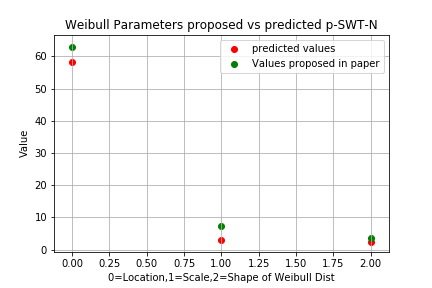 Weibull Parameters proposed vs predicted p-SWT-N
predicted values
Values proposed in paper
Value
60
50
40
30
20
10
0
0.00 0.25 0.50 0.75 1.00 1.25 1.50 1.75 2.00
0=Location,1=Scale,2=Shape of Weibull Dist